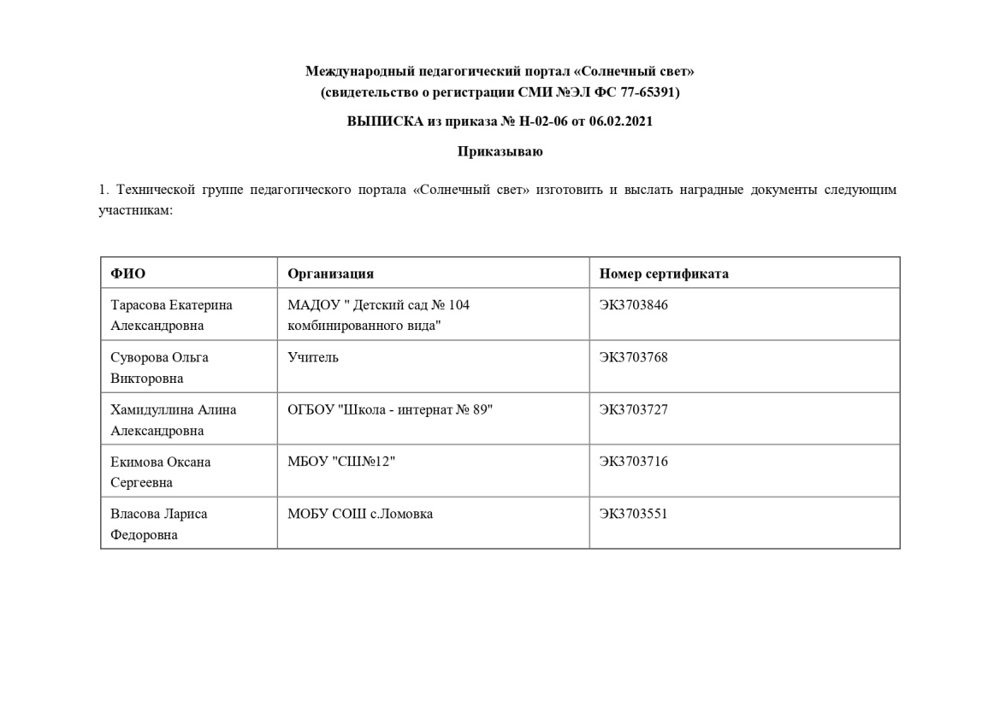 Международный педагогический портал «Солнечный свет»
(свидетельство о регистрации СМИ №ЭЛ ФС 77-65391)
ВЫПИСКА из приказа № Н-02-06 от 06.02.2021
Приказываю
1. Технической группе педагогического портала «Солнечный свет» изготовить и выслать наградные документы следующим
участникам:
ФИО Организация Номер сертификата
Тарасова Екатерина МАДОУ " Детский сад № 104 ЭК3703846
Александровна комбинированного вида"
Суворова Ольга Учитель ЭК3703768
Викторовна
Хамидуллина Алина ОГБОУ "Школа - интернат № 89" ЭК3703727
Александровна
Екимова Оксана МБОУ "СШ№12" ЭК3703716
Сергеевна
Власова Лариса МОБУ СОШ с.Ломовка ЭК3703551
Федоровна